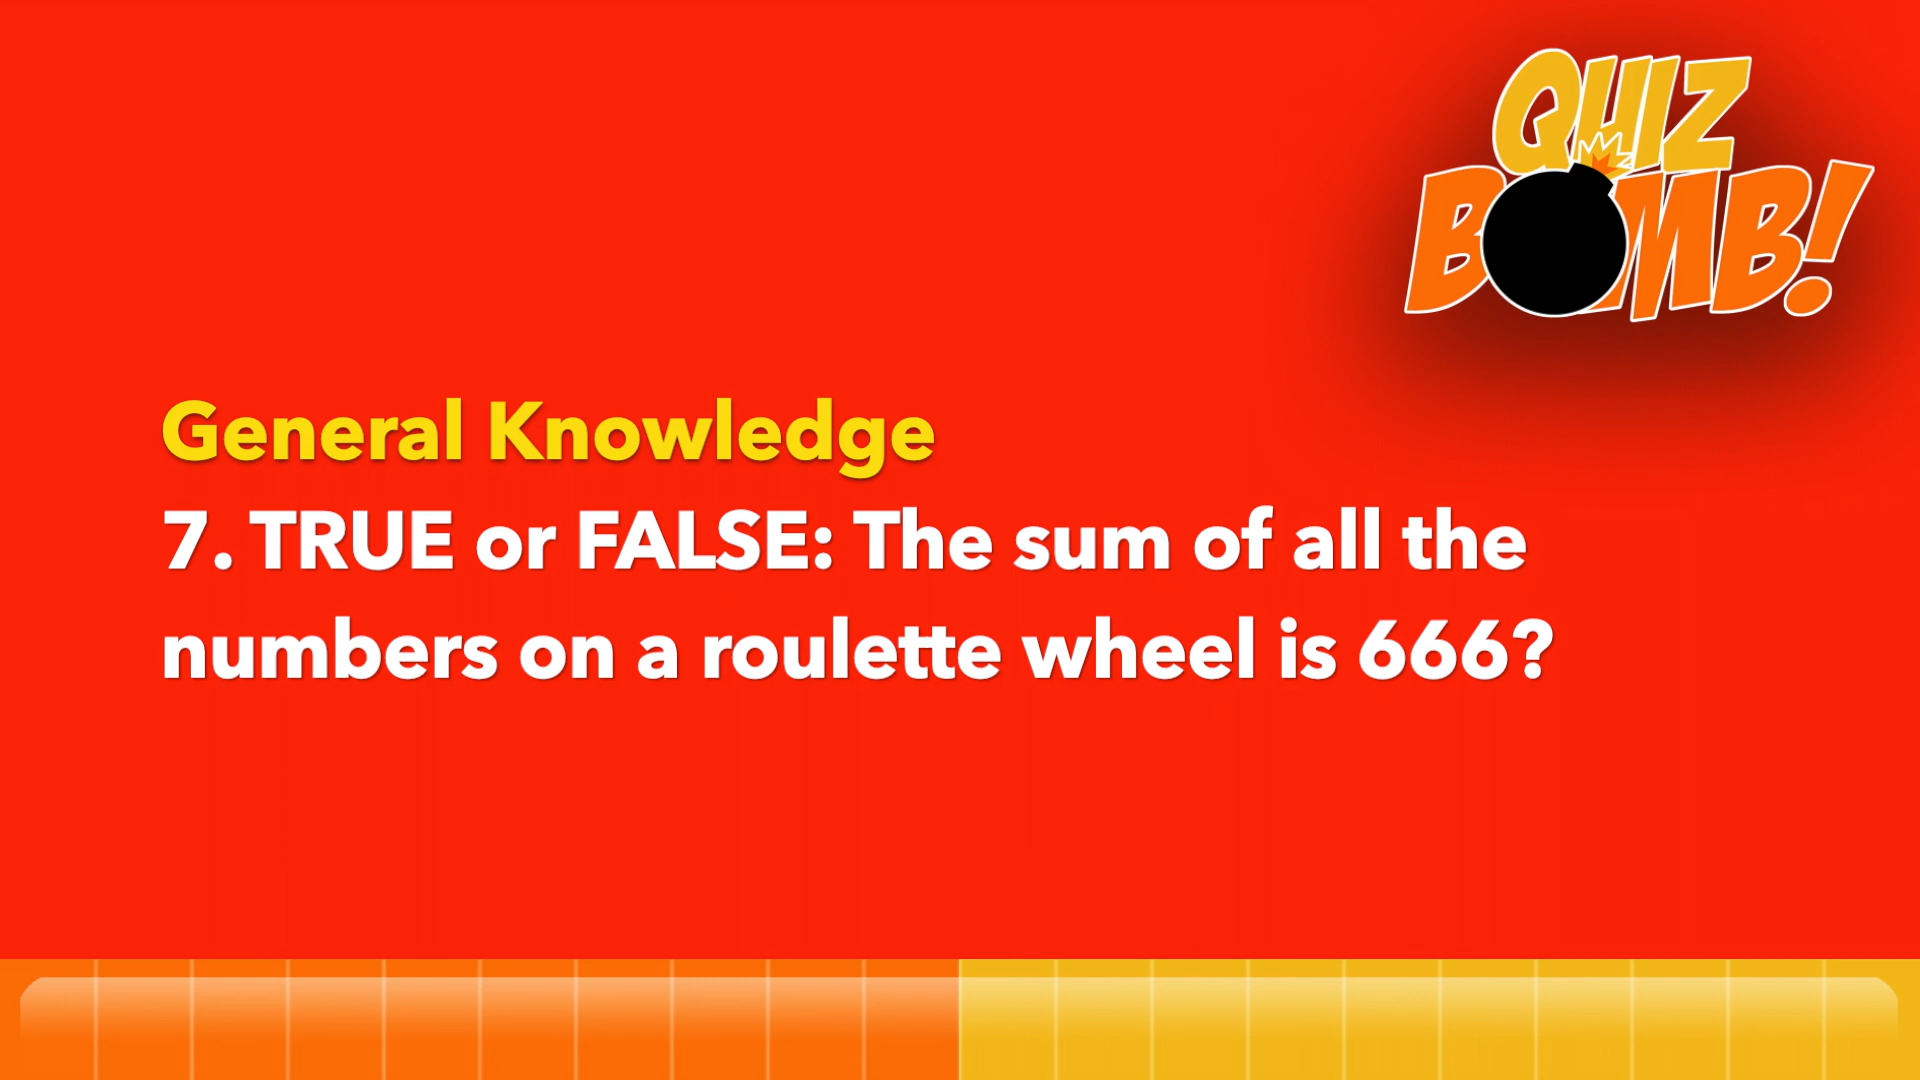 QUIZ
BOMB!
General Knowledge
7. TRUE or FALSE: The sum of all the
numbers on a roulette wheel is 666?